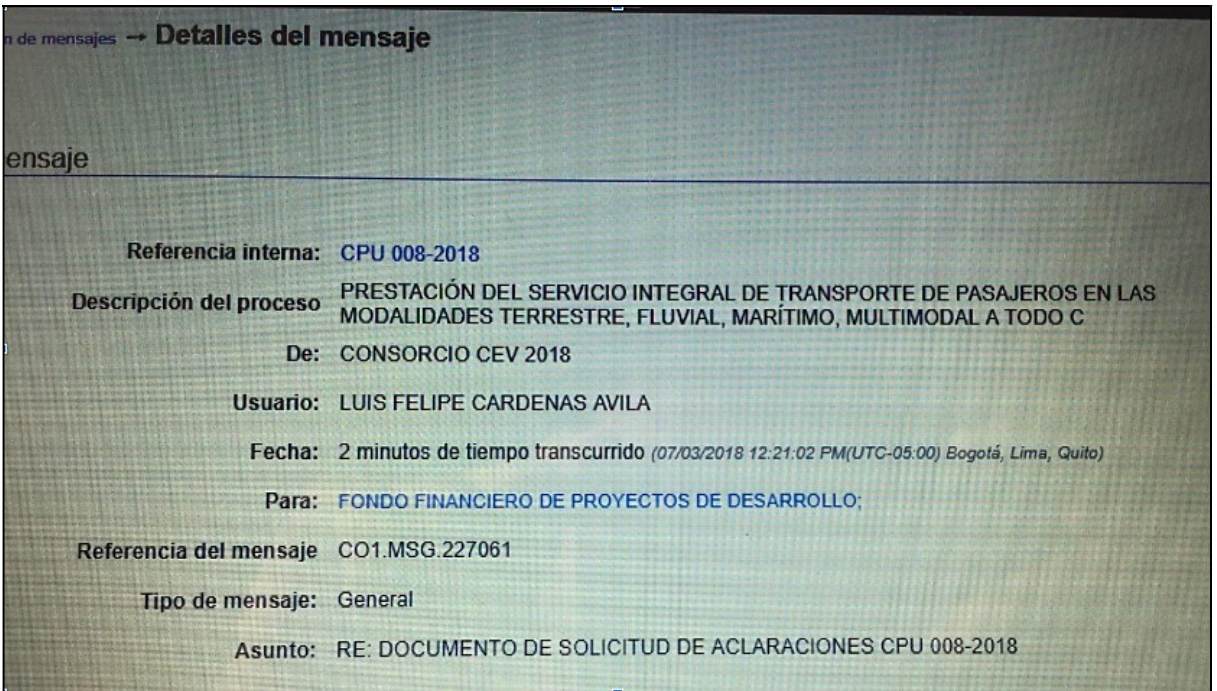 n de mensajes → Detalles del mensaje
ensaje
Referencia interna: CPU 008-2018
Descripción del proceso PRESTACIÓN DEL SERVICIO INTEGRAL DE TRANSPORTE DE PASAJEROS EN LAS
MODALIDADES TERRESTRE, FLUVIAL, MARÍTIMO, MULTIMODAL A TODO C
De: CONSORCIO CEV 2018
Usuario: LUIS FELIPE CARDENAS AVILA
Fecha: 2 minutos de tiempo transcurrido (07/03/2018 12:21:02 PM(UTC-05:00) Bogotá, Lima, Quito)
Para: FONDO FINANCIERO DE PROYECTOS DE DESARROLLO;
Referencia del mensaje CO1.MSG.227061
Tipo de mensaje: General
Asunto: RE: DOCUMENTO DE SOLICITUD DE ACLARACIONES CPU 008-2018